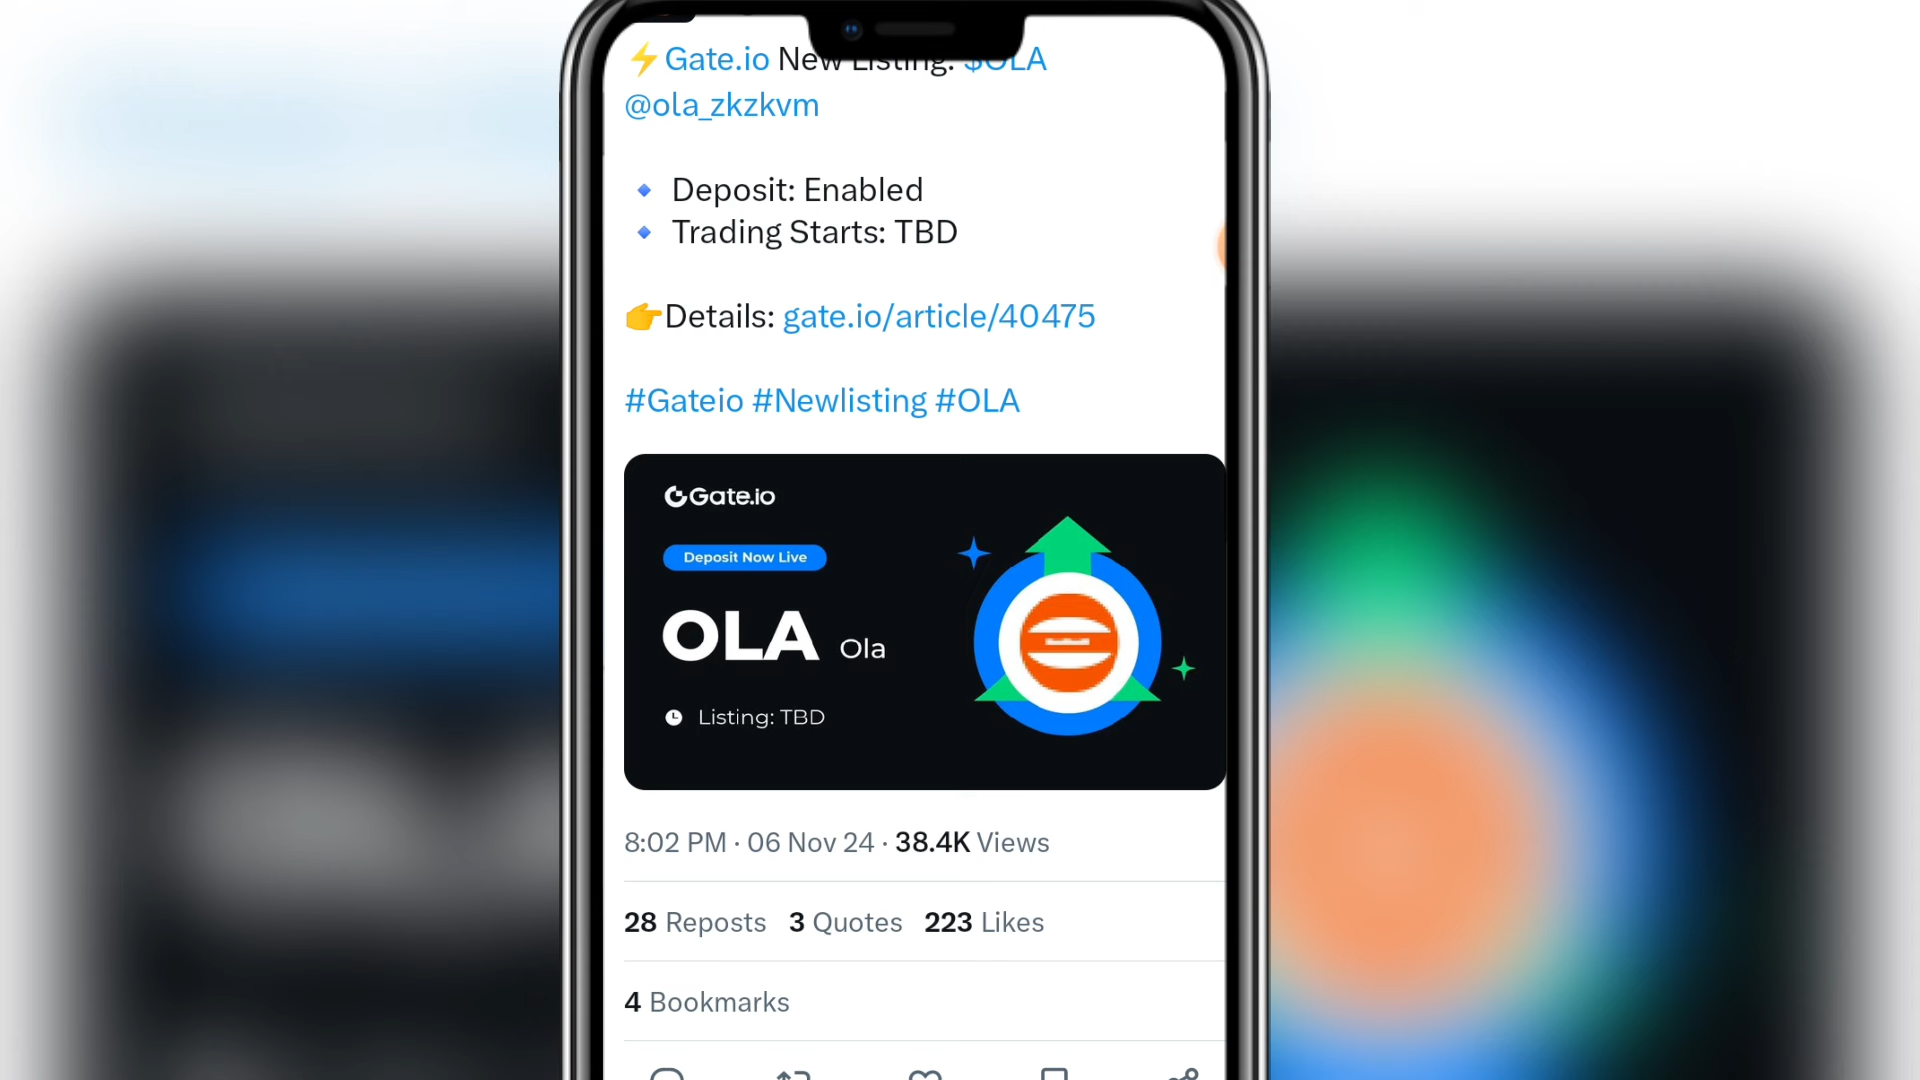 ⚡Gate.io New Listing: $OLA
@ola_zkzkvm
🔹 Deposit: Enabled
🔹 Trading Starts: TBD
👉Details: gate.io/article/40475
#Gateio #Newlisting #OLA
Gate.io
Deposit Now Live
OLA Ola
Listing: TBD
8:02 PM · 06 Nov 24 · 38.4K Views
28 Reposts 3 Quotes 223 Likes
4 Bookmarks